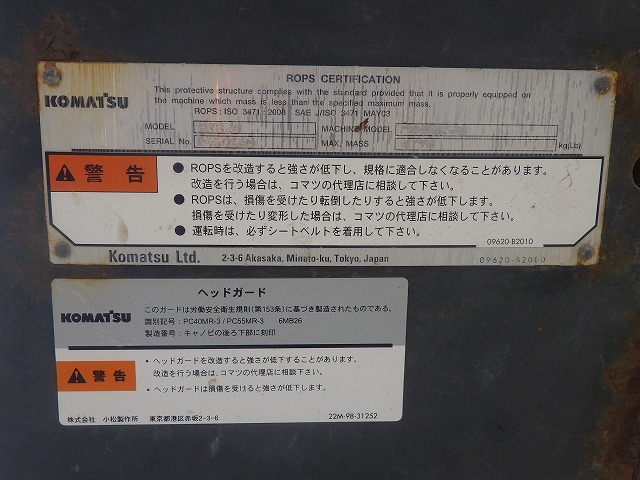 ROPS CERTIFICATION
KOMATSU
This protective structure complies with the standard provided that it is properly equipped on
the machine which mass is less than the specified maximum mass.
ROPS : ISO 3471 : 2008 SAE J/ISO 3471 MAY03
MODEL MACHINE MODEL
SERIAL No. MAX. MASS kg(Lb)
警告
● ROPSを改造すると強さが低下し、規格に適合しなくなることがあります。
改造を行う場合は、コマツの代理店に相談して下さい。
● ROPSは、損傷を受けたり転倒したりすると強さが低下します。
損傷を受けたり変形した場合は、コマツの代理店に相談して下さい。
● 運転時は、必ずシートベルトを着用して下さい。
09620-B2010
Komatsu Ltd. 2-3-6 Akasaka, Minato-ku, Tokyo, Japan 09620-B2000
ヘッドガード
KOMATSU
このガードは労働安全衛生規則(第153条)に基づき製造されたものである。
識別記号：PC40MR-3 / PC55MR-3 6MB26
製造番号：キャノピの後ろ下部に刻印
警告
・ヘッドガードを改造すると強さが低下することがあります。
改造を行う場合は、コマツの代理店に相談して下さい。
・ヘッドガードは損傷を受けると強さが低下します。
株式会社 小松製作所 東京都港区赤坂2-3-6 22M-98-31252